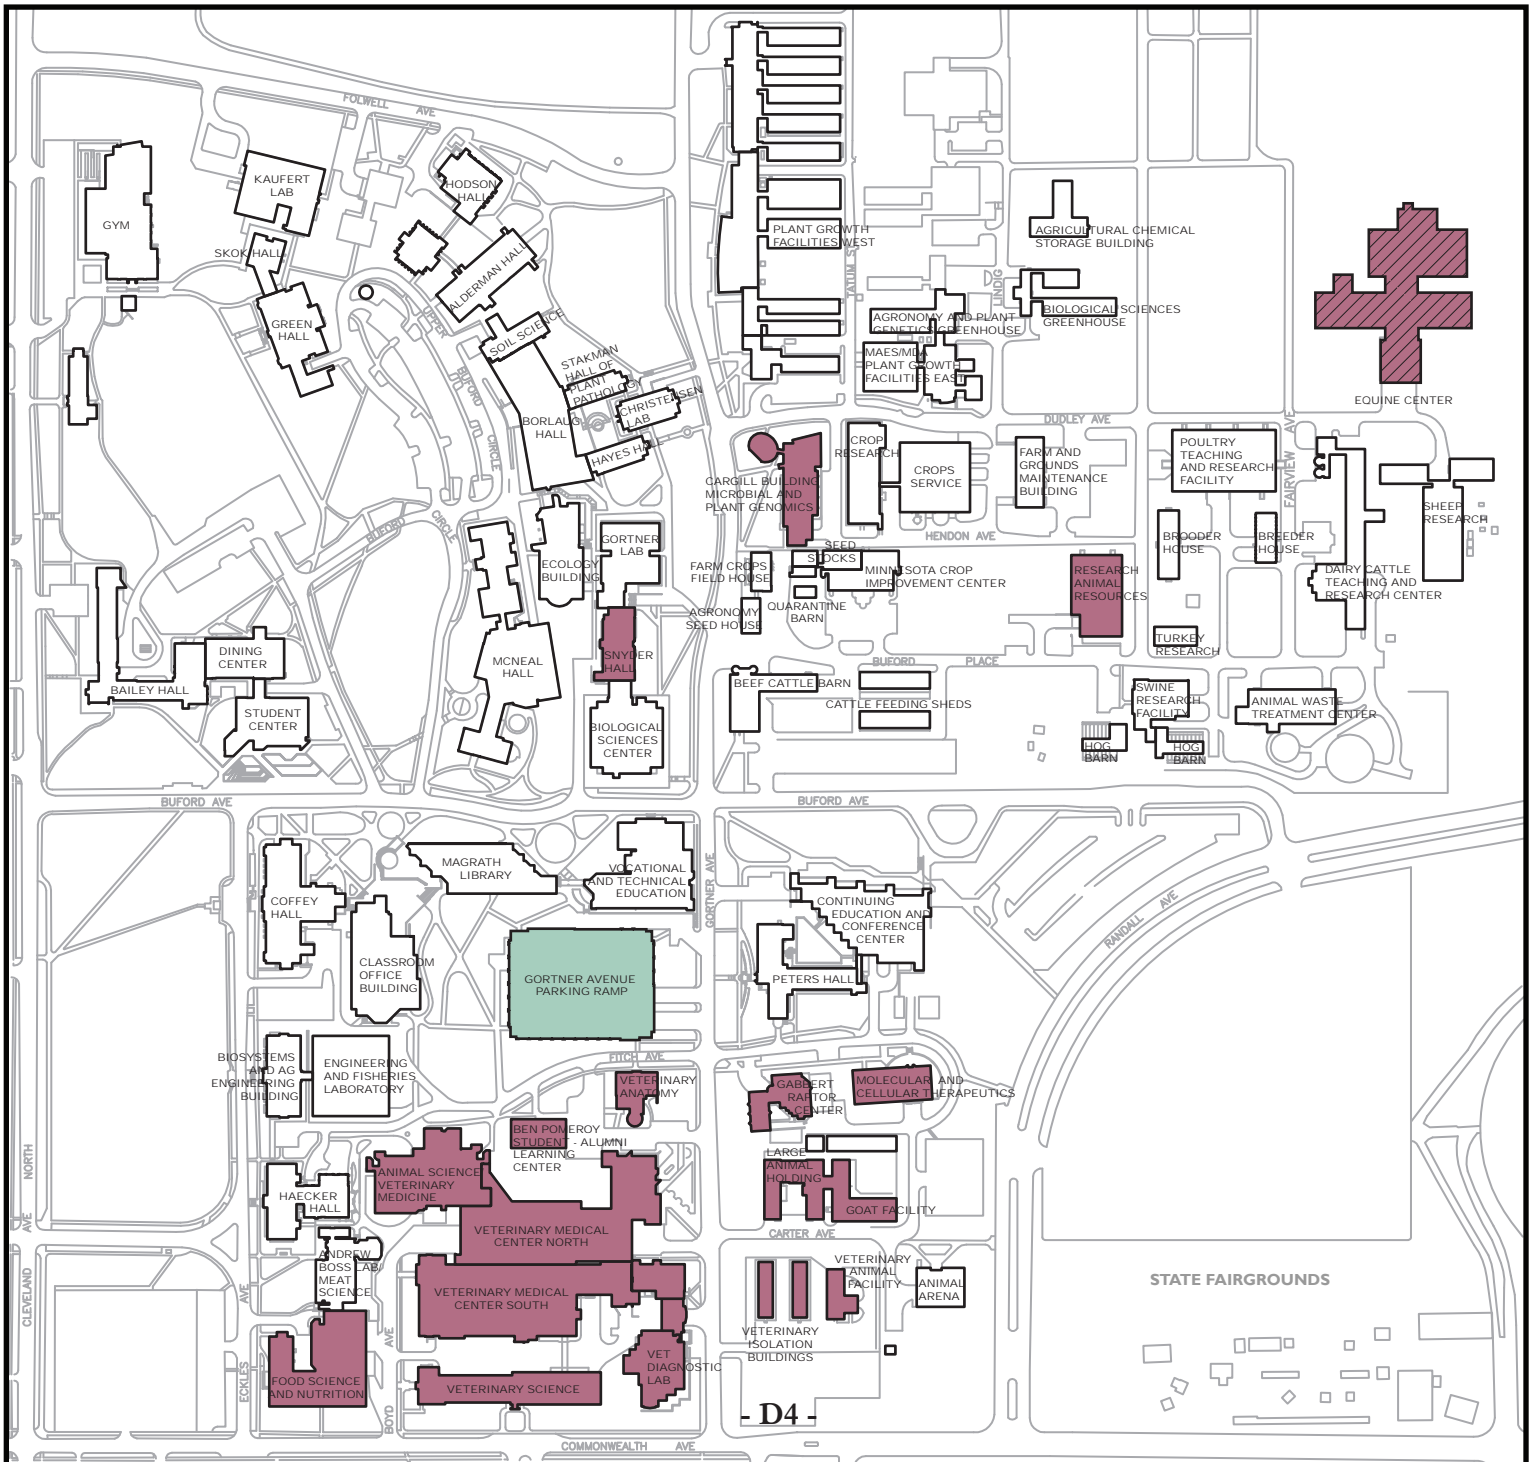 FOLWELL AVE
KAUFERT
LAB
HODSON
HALL
GYM
SKOK HALL
ALDERMAN HALL
GREEN
HALL
UPPER
BUFORD
CIRCLE
SOIL SCIENCE
STAKMAN
HALL OF
PLANT
PATHOLOGY
CHRISTENSEN
LAB
BORLAUG
HALL
HAYES HALL
PLANT GROWTH
FACILITIES WEST
TATUM ST
LINDIG
AGRICULTURAL CHEMICAL
STORAGE BUILDING
AGRONOMY AND PLANT
GENETICS GREENHOUSE
BIOLOGICAL SCIENCES
GREENHOUSE
MAES/MDA
PLANT GROWTH
FACILITIES EAST
EQUINE CENTER
DUDLEY AVE
FAIRVIEW AVE
CROP
RESEARCH
CROPS
SERVICE
FARM AND
GROUNDS
MAINTENANCE
BUILDING
POULTRY
TEACHING
AND RESEARCH
FACILITY
CARGILL BUILDING
MICROBIAL AND
PLANT GENOMICS
SHEEP
RESEARCH
BUFORD CIRCLE
HENDON AVE
GORTNER
LAB
ECOLOGY
BUILDING
SEED
STOCKS
FARM CROPS
FIELD HOUSE
MINNESOTA CROP
IMPROVEMENT CENTER
RESEARCH
ANIMAL
RESOURCES
BROODER
HOUSE
BREEDER
HOUSE
DAIRY CATTLE
TEACHING AND
RESEARCH CENTER
AGRONOMY
SEED HOUSE
QUARANTINE
BARN
TURKEY
RESEARCH
DINING
CENTER
BAILEY HALL
STUDENT
CENTER
MCNEAL
HALL
SNYDER
HALL
BUFORD PLACE
BEEF CATTLE BARN
CATTLE FEEDING SHEDS
SWINE
RESEARCH
FACILITY
ANIMAL WASTE
TREATMENT CENTER
BIOLOGICAL
SCIENCES
CENTER
HOG
BARN
HOG
BARN
BUFORD AVE
BUFORD AVE
MAGRATH
LIBRARY
VOCATIONAL
AND TECHNICAL
EDUCATION
GORTNER AVE
COFFEY
HALL
CONTINUING
EDUCATION AND
CONFERENCE
CENTER
RANDALL AVE
CLASSROOM
OFFICE
BUILDING
GORTNER AVENUE
PARKING RAMP
PETERS HALL
FITCH AVE
BIOSYSTEMS
AND AG
ENGINEERING
BUILDING
ENGINEERING
AND FISHERIES
LABORATORY
VETERINARY
ANATOMY
GABBERT
RAPTOR
CENTER
MOLECULAR AND
CELLULAR THERAPEUTICS
BEN POMEROY
STUDENT - ALUMNI
LEARNING
CENTER
CLEVELAND AVE NORTH
ANIMAL SCIENCE
VETERINARY
MEDICINE
LARGE
ANIMAL
HOLDING
HAECKER
HALL
GOAT FACILITY
VETERINARY MEDICAL
CENTER NORTH
CARTER AVE
ANDREW
BOSS LAB/
MEAT
SCIENCE
VETERINARY
ANIMAL
FACILITY
ANIMAL
ARENA
STATE FAIRGROUNDS
VETERINARY MEDICAL
CENTER SOUTH
VETERINARY
ISOLATION
BUILDINGS
ECKLES AVE
BOYD AVE
FOOD SCIENCE
AND NUTRITION
VETERINARY SCIENCE
VET
DIAGNOSTIC
LAB
- D4 -
COMMONWEALTH AVE